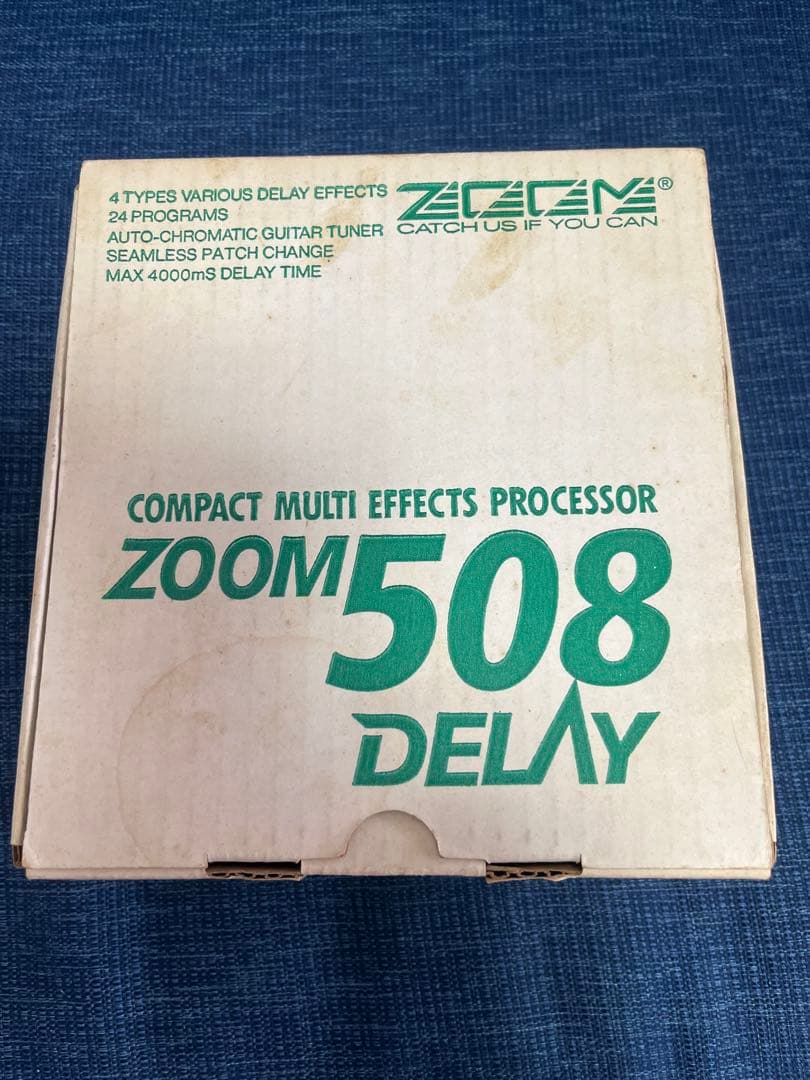 4 TYPES VARIOUS DELAY EFFECTS
24 PROGRAMS
AUTO-CHROMATIC GUITAR TUNER
SEAMLESS PATCH CHANGE
MAX 4000mS DELAY TIME
ZOOM®
CATCH US IF YOU CAN
COMPACT MULTI EFFECTS PROCESSOR
ZOOM 508
DELAY